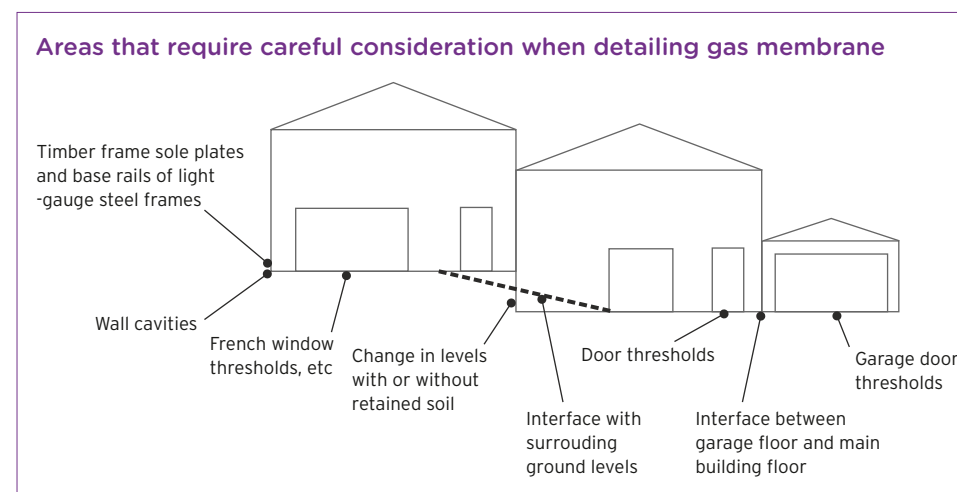 Areas that require careful consideration when detailing gas membrane
Timber frame sole plates
and base rails of light
-gauge steel frames
Wall cavities
French window
thresholds, etc
Change in levels
with or without
retained soil
Interface with
surrouding
ground levels
Door thresholds
Interface between
garage floor and main
building floor
Garage door
thresholds